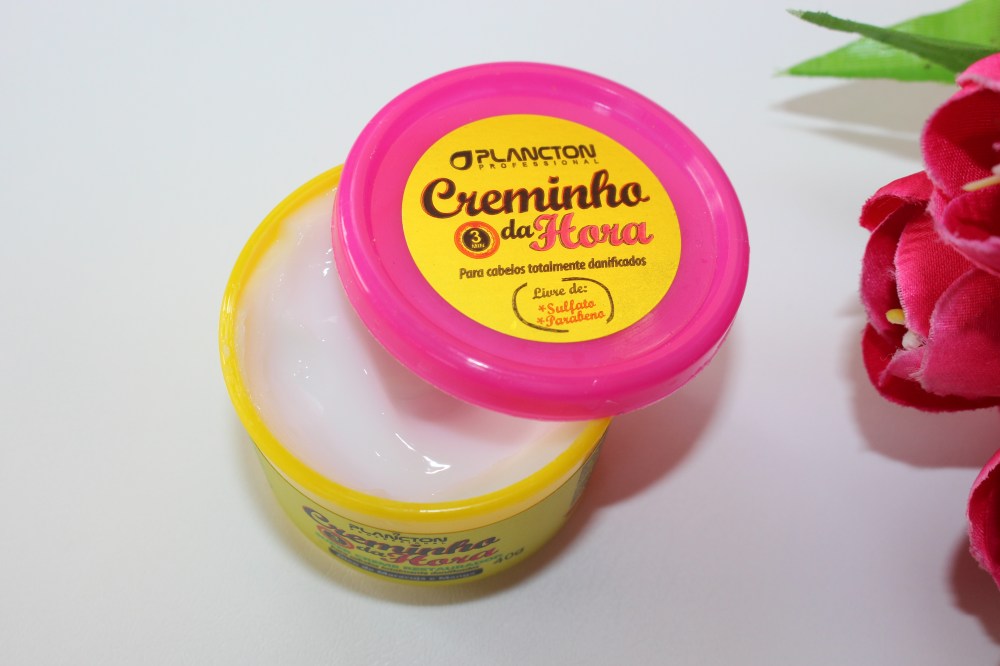 PLANCTON
PROFESSIONAL
Creminho
3 MIN da Hora
Para cabelos totalmente danificados
Livre de:
*Sulfato
*Parabeno
PLANCTON
Creminho
da Hora
40g